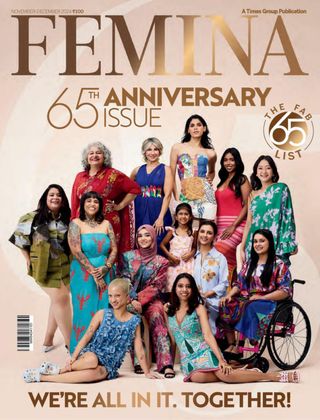 NOVEMBER-DECEMBER 2024 ₹100
A Times Group Publication
FEMINA
65TH ANNIVERSARY
ISSUE
THE FAB
65
LIST
WE'RE ALL IN IT. TOGETHER!